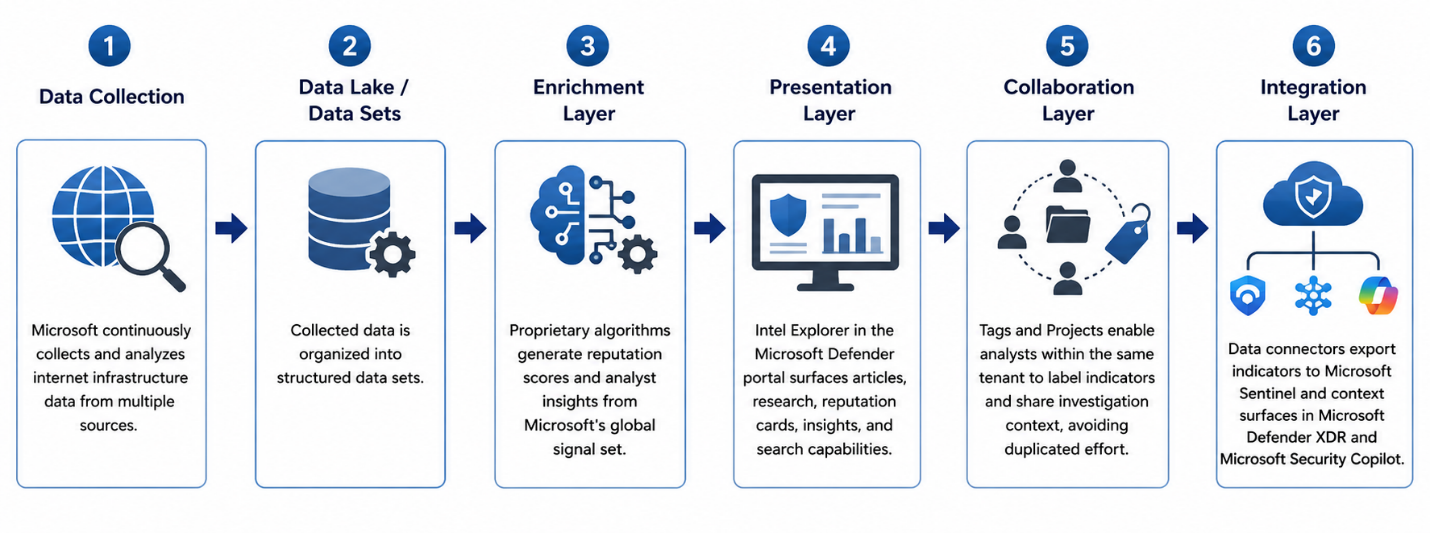 1
Data Collection
Microsoft continuously
collects and analyzes
internet infrastructure
data from multiple
sources.
2
Data Lake /
Data Sets
Collected data is
organized into
structured data sets.
3
Enrichment
Layer
Proprietary algorithms
generate reputation
scores and analyst
insights from
Microsoft's global
signal set.
4
Presentation
Layer
Intel Explorer in the
Microsoft Defender
portal surfaces articles,
research, reputation
cards, insights, and
search capabilities.
5
Collaboration
Layer
Tags and Projects enable
analysts within the same
tenant to label indicators
and share investigation
context, avoiding
duplicated effort.
6
Integration
Layer
Data connectors export
indicators to Microsoft
Sentinel and context
surfaces in Microsoft
Defender XDR and
Microsoft Security Copilot.